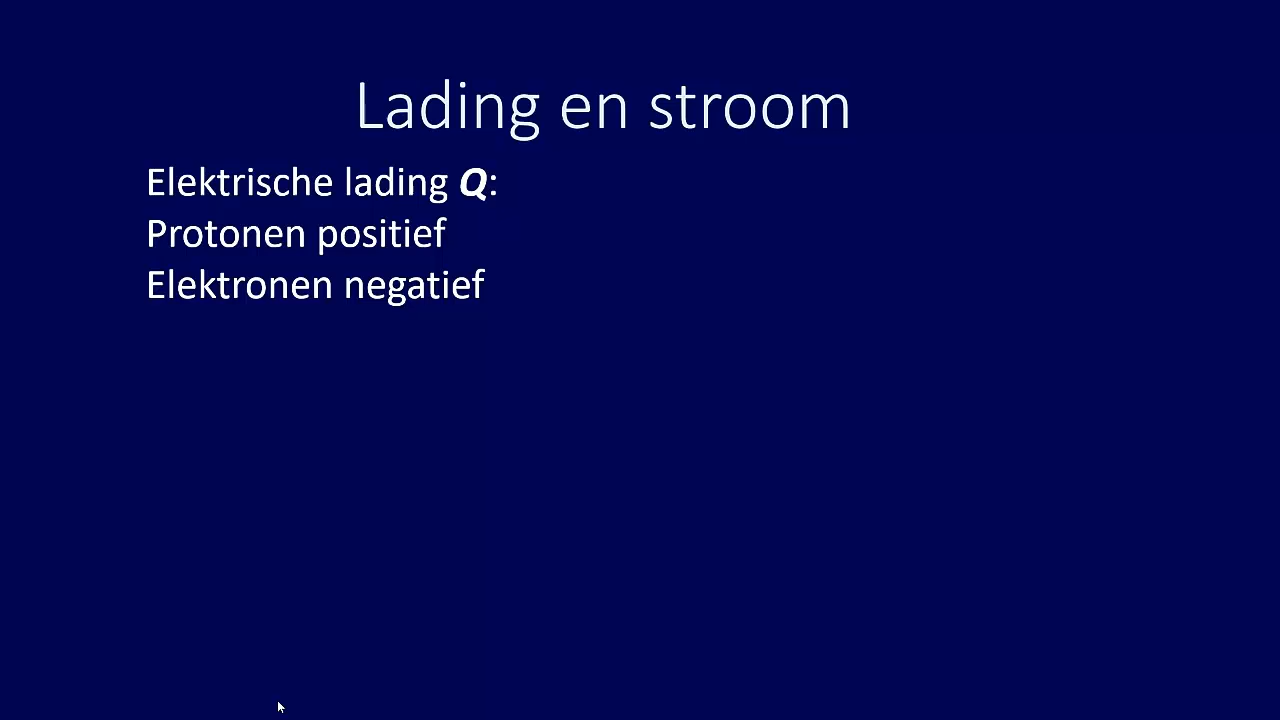 Lading en stroom
Elektrische lading Q:
Protonen positief
Elektronen negatief